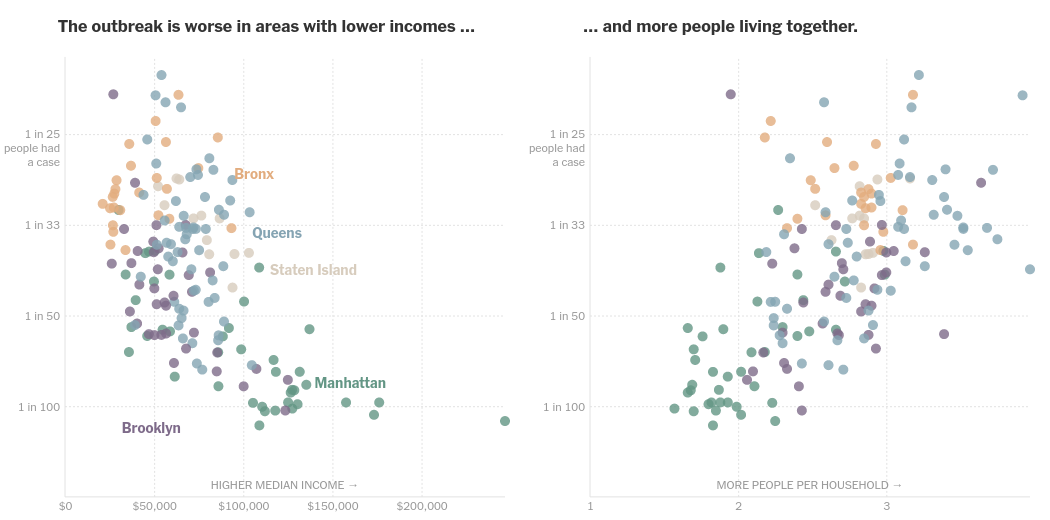 The outbreak is worse in areas with lower incomes ...
... and more people living together.
1 in 25
people had
a case
1 in 33
1 in 50
1 in 100
Bronx
Queens
Staten Island
Manhattan
Brooklyn
HIGHER MEDIAN INCOME →
$0
$50,000
$100,000
$150,000
$200,000
1 in 25
people had
a case
1 in 33
1 in 50
1 in 100
MORE PEOPLE PER HOUSEHOLD →
1
2
3